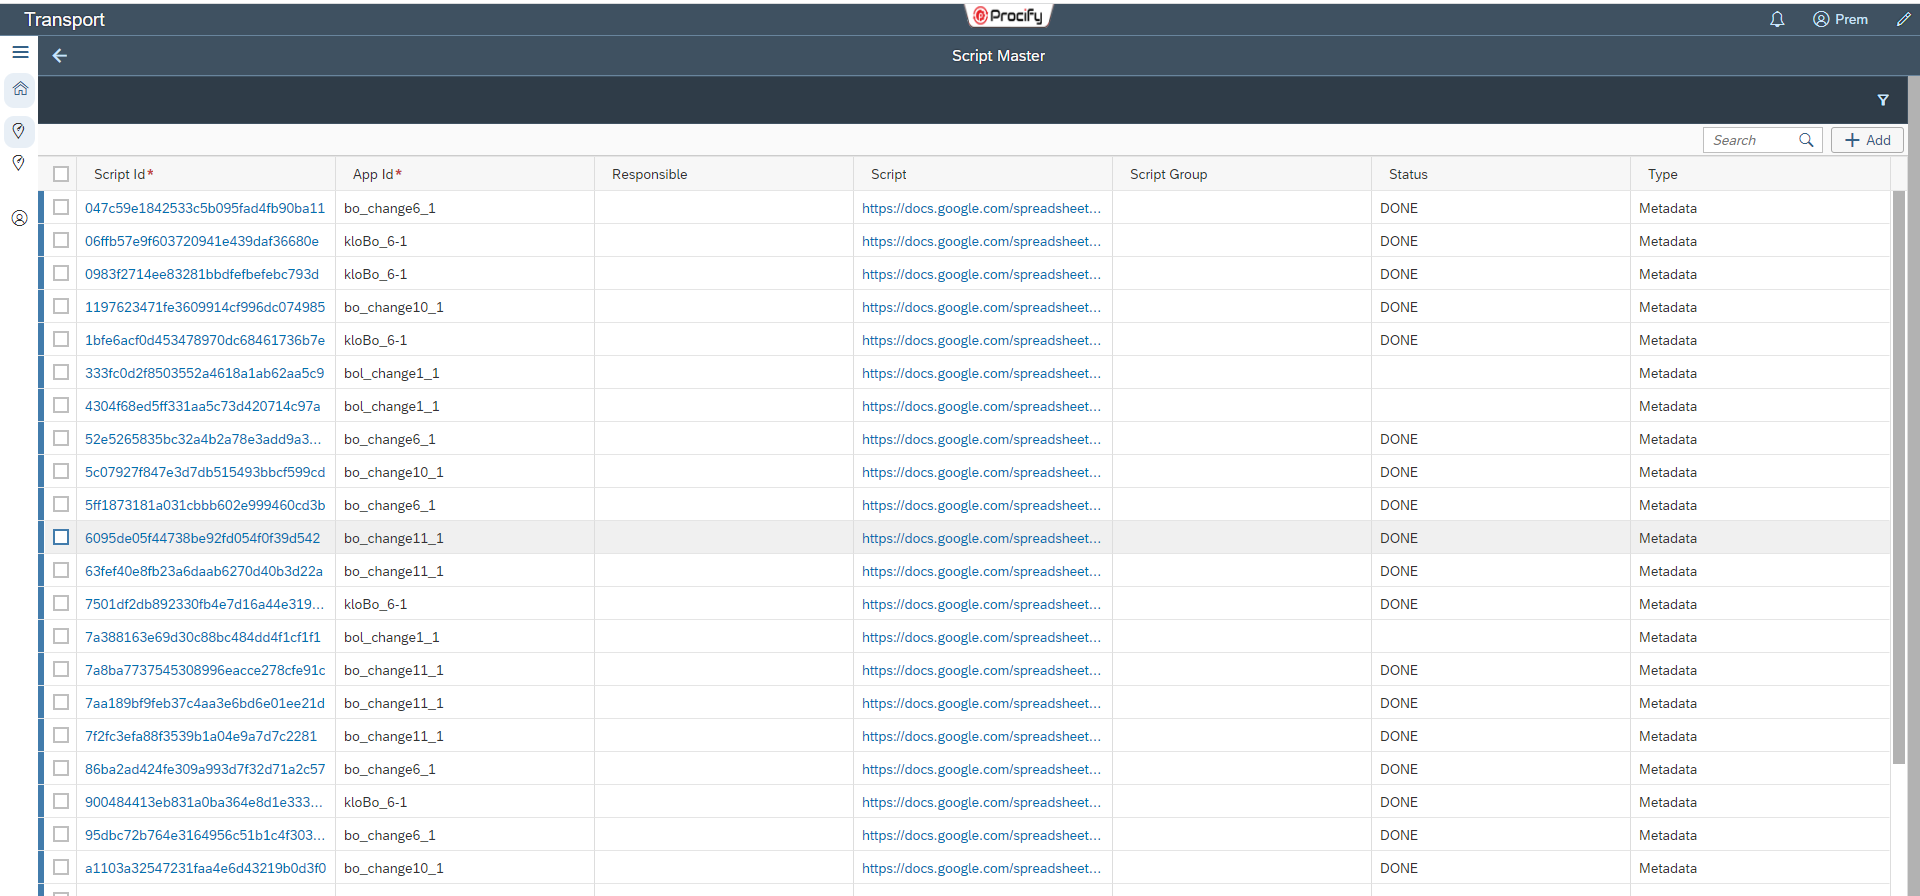 Transport
Procify
Prem
Script Master
Search
Add
Script Id* App Id* Responsible Script Script Group Status Type
047c59e1842533c5b095fad4fb90ba11 bo_change6_1 https://docs.google.com/spreadsheet... DONE Metadata
06ffb57e9f603720941e439daf36680e kloBo_6-1 https://docs.google.com/spreadsheet... DONE Metadata
0983f2714ee83281bbdfefbefebc793d kloBo_6-1 https://docs.google.com/spreadsheet... DONE Metadata
1197623471fe3609914cf996dc074985 bo_change10_1 https://docs.google.com/spreadsheet... DONE Metadata
1bfe6acf0d453478970dc68461736b7e kloBo_6-1 https://docs.google.com/spreadsheet... DONE Metadata
333fc0d2f8503552a4618a1ab62aa5c9 bol_change1_1 https://docs.google.com/spreadsheet... Metadata
4304f68ed5ff331aa5c73d420714c97a bol_change1_1 https://docs.google.com/spreadsheet... Metadata
52e5265835bc32a4b2a78e3add9a3... bo_change6_1 https://docs.google.com/spreadsheet... DONE Metadata
5c07927f847e3d7db515493bbcf599cd bo_change10_1 https://docs.google.com/spreadsheet... DONE Metadata
5ff1873181a031cbbb602e999460cd3b bo_change6_1 https://docs.google.com/spreadsheet... DONE Metadata
6095de05f44738be92fd054f0f39d542 bo_change11_1 https://docs.google.com/spreadsheet... DONE Metadata
63fef40e8fb23a6daab6270d40b3d22a bo_change11_1 https://docs.google.com/spreadsheet... DONE Metadata
7501df2db892330fb4e7d16a44e319... kloBo_6-1 https://docs.google.com/spreadsheet... DONE Metadata
7a388163e69d30c88bc484dd4f1cf1f1 bol_change1_1 https://docs.google.com/spreadsheet... Metadata
7a8ba7737545308996eacce278cfe91c bo_change11_1 https://docs.google.com/spreadsheet... DONE Metadata
7aa189bf9feb37c4aa3e6bd6e01ee21d bo_change11_1 https://docs.google.com/spreadsheet... DONE Metadata
7f2fc3efa88f3539b1a04e9a7d7c2281 bo_change11_1 https://docs.google.com/spreadsheet... DONE Metadata
86ba2ad424fe309a993d7f32d71a2c57 bo_change6_1 https://docs.google.com/spreadsheet... DONE Metadata
900484413eb831a0ba364e8d1e333... kloBo_6-1 https://docs.google.com/spreadsheet... DONE Metadata
95dbc72b764e3164956c51b1c4f303... bo_change6_1 https://docs.google.com/spreadsheet... DONE Metadata
a1103a32547231faa4e6d43219b0d3f0 bo_change10_1 https://docs.google.com/spreadsheet... DONE Metadata